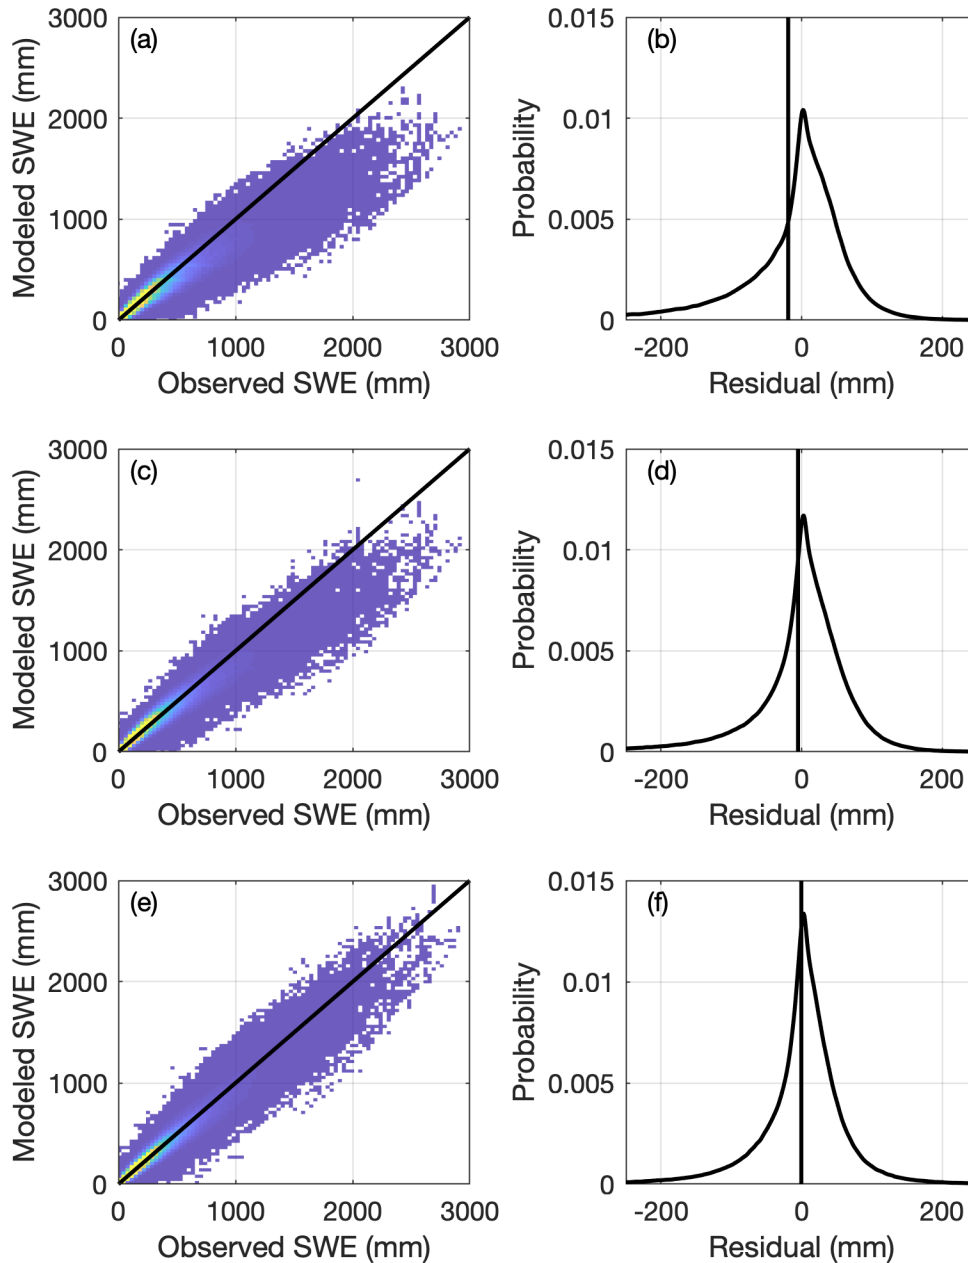 (a)
3000
2000
1000
0
Modeled SWE (mm)
0 1000 2000 3000
Observed SWE (mm)
(b)
0.015
0.01
0.005
0
Probability
-200 0 200
Residual (mm)
(c)
3000
2000
1000
0
Modeled SWE (mm)
0 1000 2000 3000
Observed SWE (mm)
(d)
0.015
0.01
0.005
0
Probability
-200 0 200
Residual (mm)
(e)
3000
2000
1000
0
Modeled SWE (mm)
0 1000 2000 3000
Observed SWE (mm)
(f)
0.015
0.01
0.005
0
Probability
-200 0 200
Residual (mm)